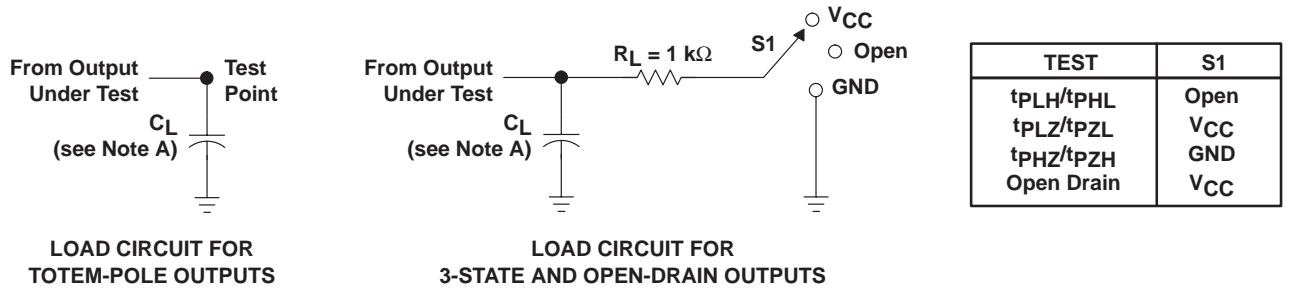 From Output
Under Test
Test
Point
CL
(see Note A)
LOAD CIRCUIT FOR
TOTEM-POLE OUTPUTS
From Output
Under Test
CL
(see Note A)
RL = 1 kΩ
S1
VCC
Open
GND
LOAD CIRCUIT FOR
3-STATE AND OPEN-DRAIN OUTPUTS
TEST S1
tPLH/tPHL Open
tPLZ/tPZL VCC
tPHZ/tPZH GND
Open Drain VCC